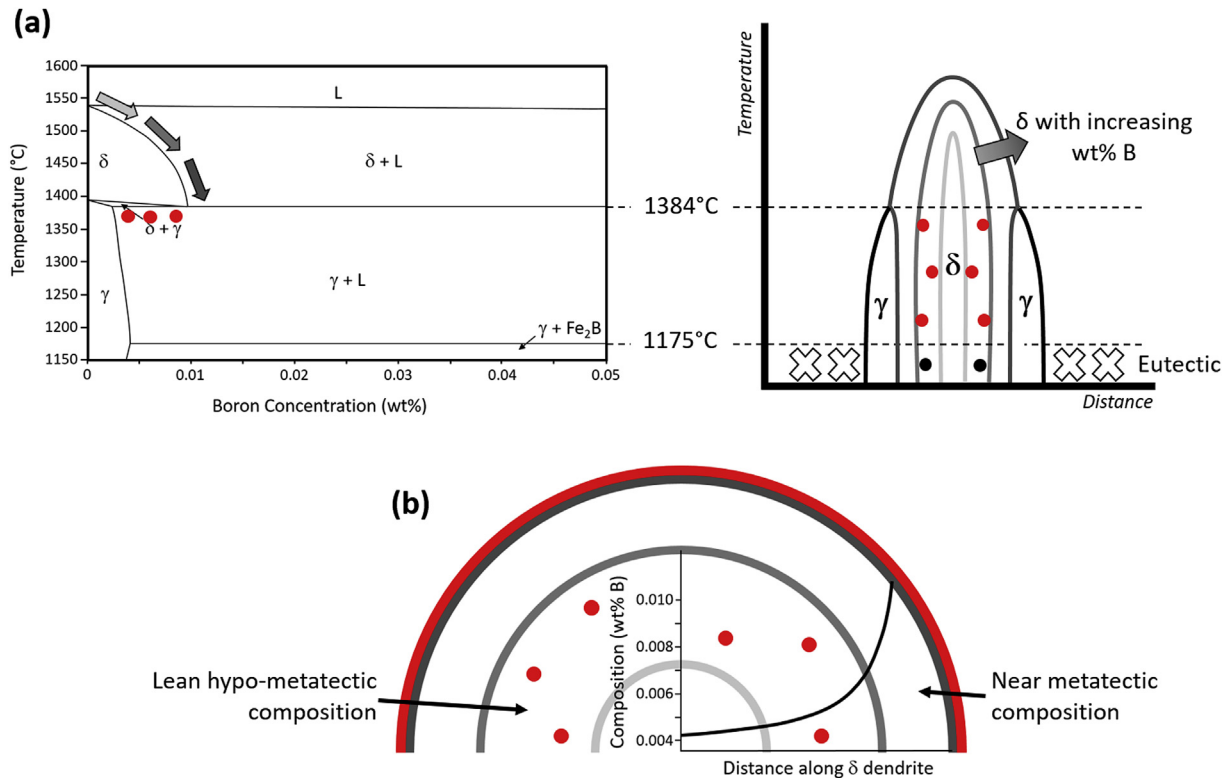 (a)
1600
1550
1500
1450
1400
1350
1300
1250
1200
1150
Temperature (°C)
L
δ
δ + L
δ + γ
γ
γ + L
γ + Fe₂B
0
0.01
0.02
0.03
0.04
0.05
Boron Concentration (wt%)
1384°C
1175°C
Temperature
δ with increasing
wt% B
δ
γ
γ
Eutectic
Distance
(b)
Lean hypo-metatectic
composition
Composition (wt% B)
0.010
0.008
0.006
0.004
Distance along δ dendrite
Near metatectic
composition